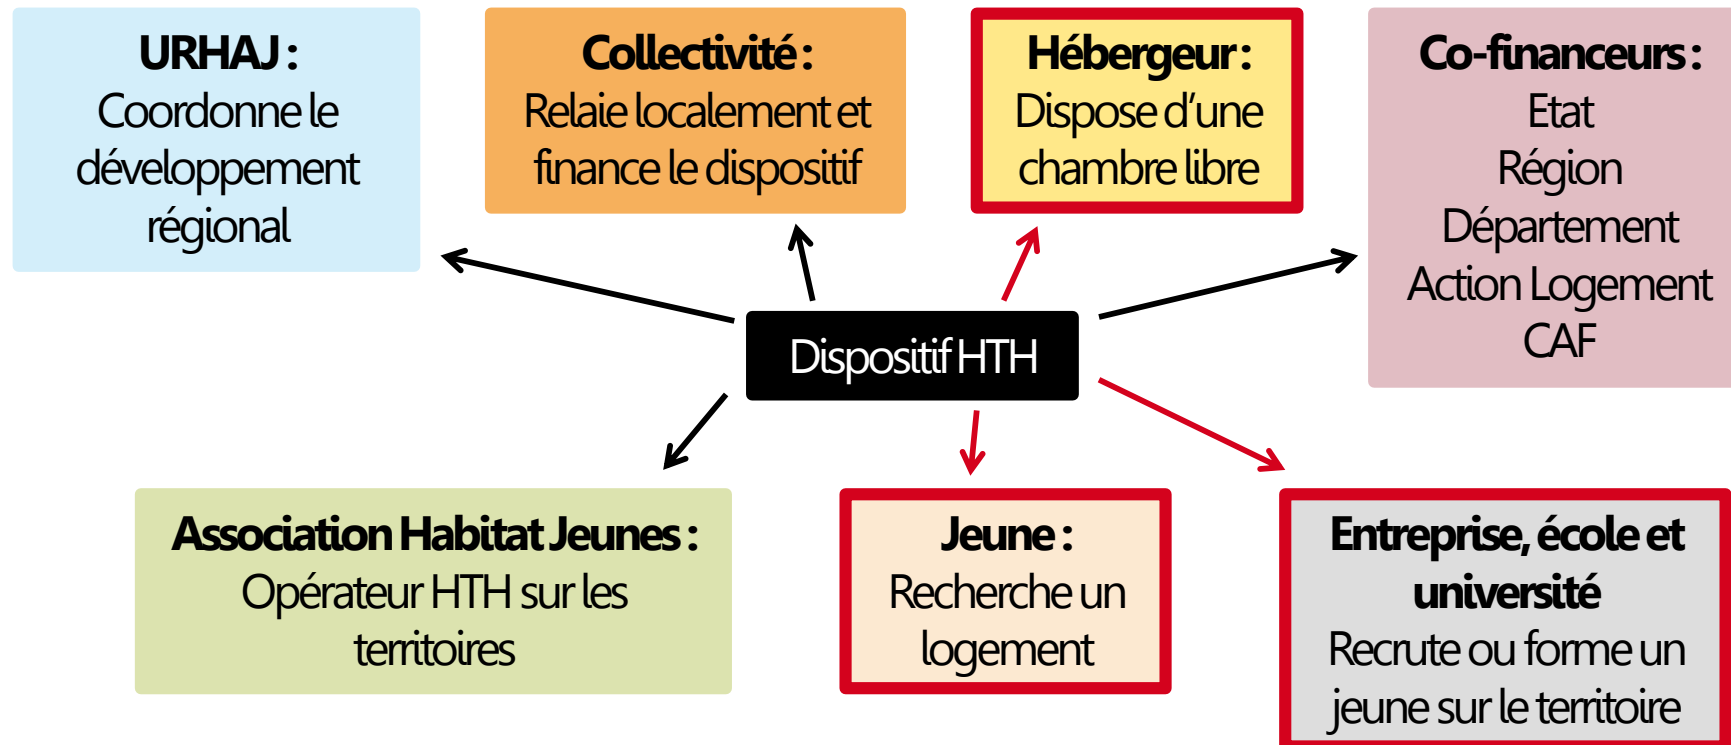 URHAJ :
Coordonne le
développement
régional
Collectivité :
Relaie localement et
finance le dispositif
Hébergeur :
Dispose d’une
chambre libre
Co-financeurs :
Etat
Région
Département
Action Logement
CAF
Dispositif HTH
Association Habitat Jeunes :
Opérateur HTH sur les
territoires
Jeune :
Recherche un
logement
Entreprise, école et
université
Recrute ou forme un
jeune sur le territoire